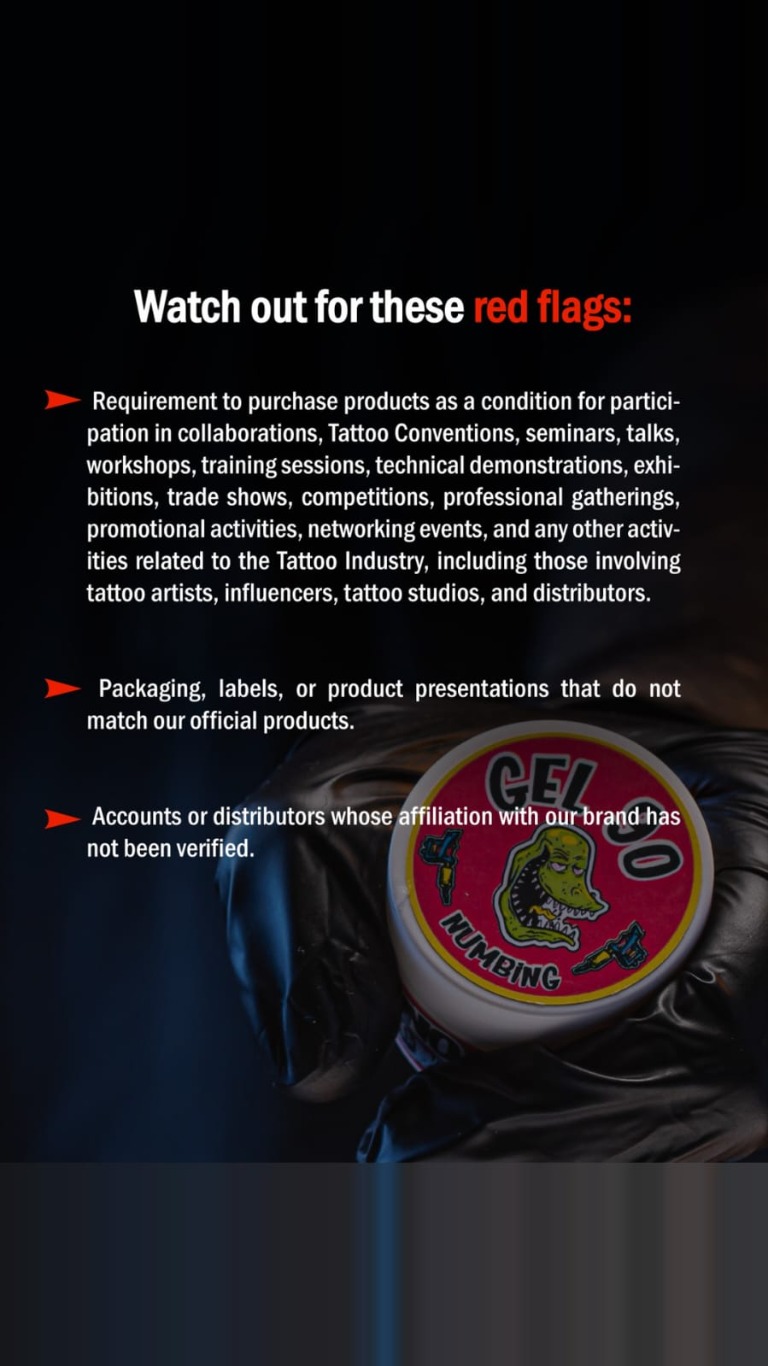 Watch out for these red flags:
Requirement to purchase products as a condition for partici-
pation in collaborations, Tattoo Conventions, seminars, talks,
workshops, training sessions, technical demonstrations, exhi-
bitions, trade shows, competitions, professional gatherings,
promotional activities, networking events, and any other activ-
ities related to the Tattoo Industry, including those involving
tattoo artists, influencers, tattoo studios, and distributors.
Packaging, labels, or product presentations that do not
match our official products.
Accounts or distributors whose affiliation with our brand has
not been verified.
GEL 90
NUMBING